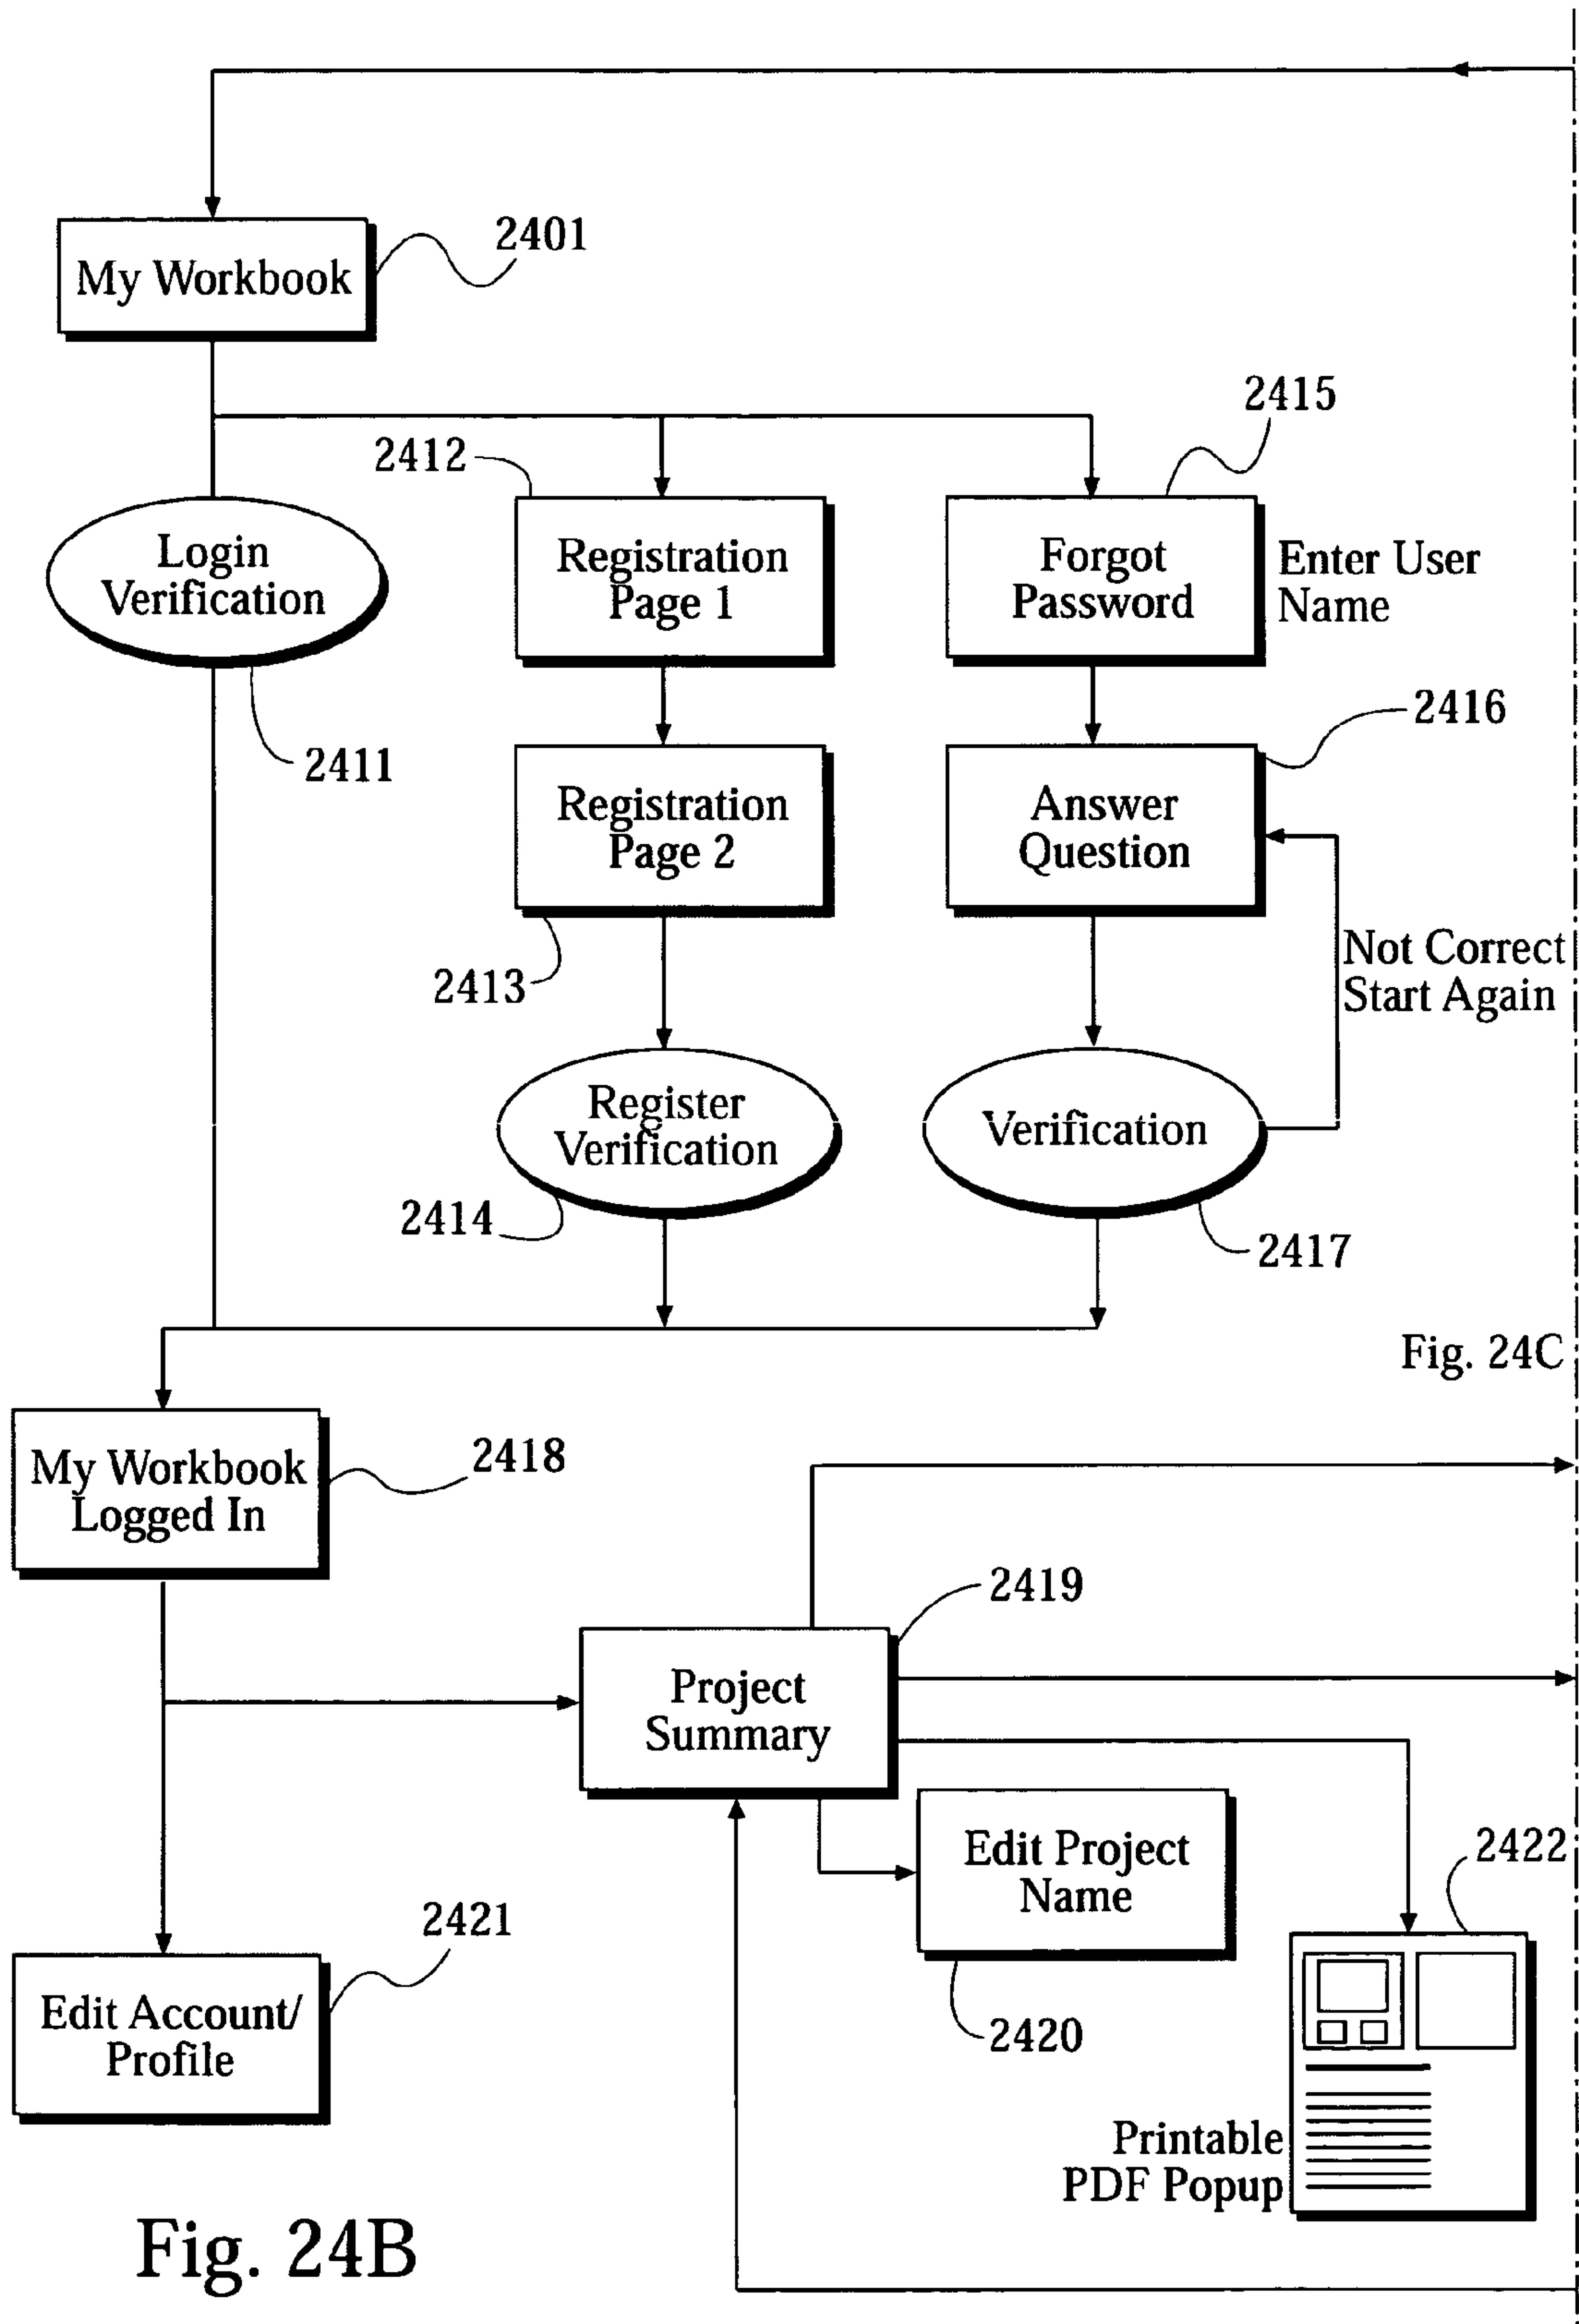 2401
My Workbook
2415
2412
Login
Verification
Registration
Page 1
Forgot
Password
Enter User
Name
2411
2416
Registration
Page 2
Answer
Question
2413
Not Correct
Start Again
Register
Verification
Verification
2414
2417
Fig. 24C
My Workbook
Logged In
2418
2419
Project
Summary
Edit Project
Name
2422
2421
2420
Edit Account/
Profile
Printable
PDF Popup
Fig. 24B